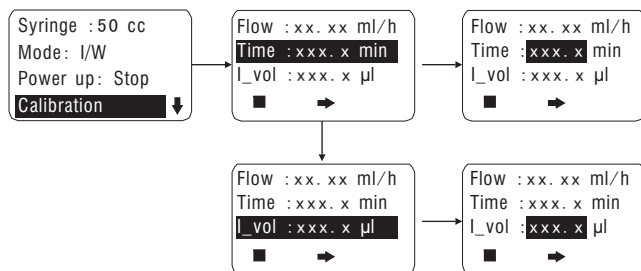 Syringe :50 cc
Mode: I/W
Power up: Stop
Calibration
Flow :xx. xx ml/h
Time :xxx. x min
I_vol :xxx. x µl
Flow :xx. xx ml/h
Time :xxx. x min
I_vol :xxx. x µl
Flow :xx. xx ml/h
Time :xxx. x min
I_vol :xxx. x µl
Flow :xx. xx ml/h
Time :xxx. x min
I_vol :xxx. x µl